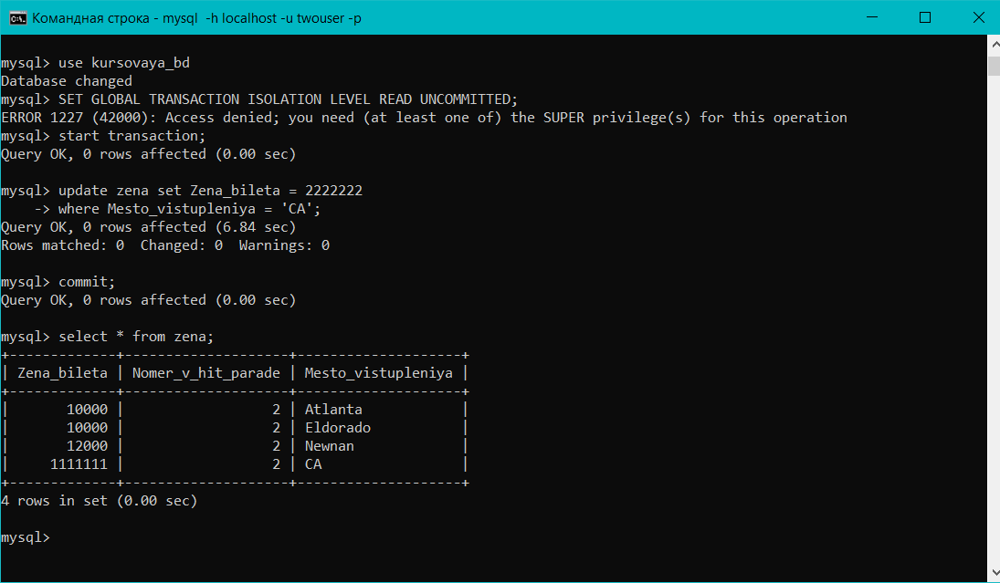 Командная строка - mysql  -h localhost -u twouser -p
mysql> use kursovaya_bd
Database changed
mysql> SET GLOBAL TRANSACTION ISOLATION LEVEL READ UNCOMMITTED;
ERROR 1227 (42000): Access denied; you need (at least one of) the SUPER privilege(s) for this operation
mysql> start transaction;
Query OK, 0 rows affected (0.00 sec)
mysql> update zena set Zena_bileta = 2222222
    -> where Mesto_vistupleniya = 'CA';
Query OK, 0 rows affected (6.84 sec)
Rows matched: 0  Changed: 0  Warnings: 0
mysql> commit;
Query OK, 0 rows affected (0.00 sec)
mysql> select * from zena;
+-------------+--------------------+--------------------+
| Zena_bileta | Nomer_v_hit_parade | Mesto_vistupleniya |
+-------------+--------------------+--------------------+
|       10000 |                  2 | Atlanta            |
|       10000 |                  2 | Eldorado           |
|       12000 |                  2 | Newnan             |
|     1111111 |                  2 | CA                 |
+-------------+--------------------+--------------------+
4 rows in set (0.00 sec)
mysql>